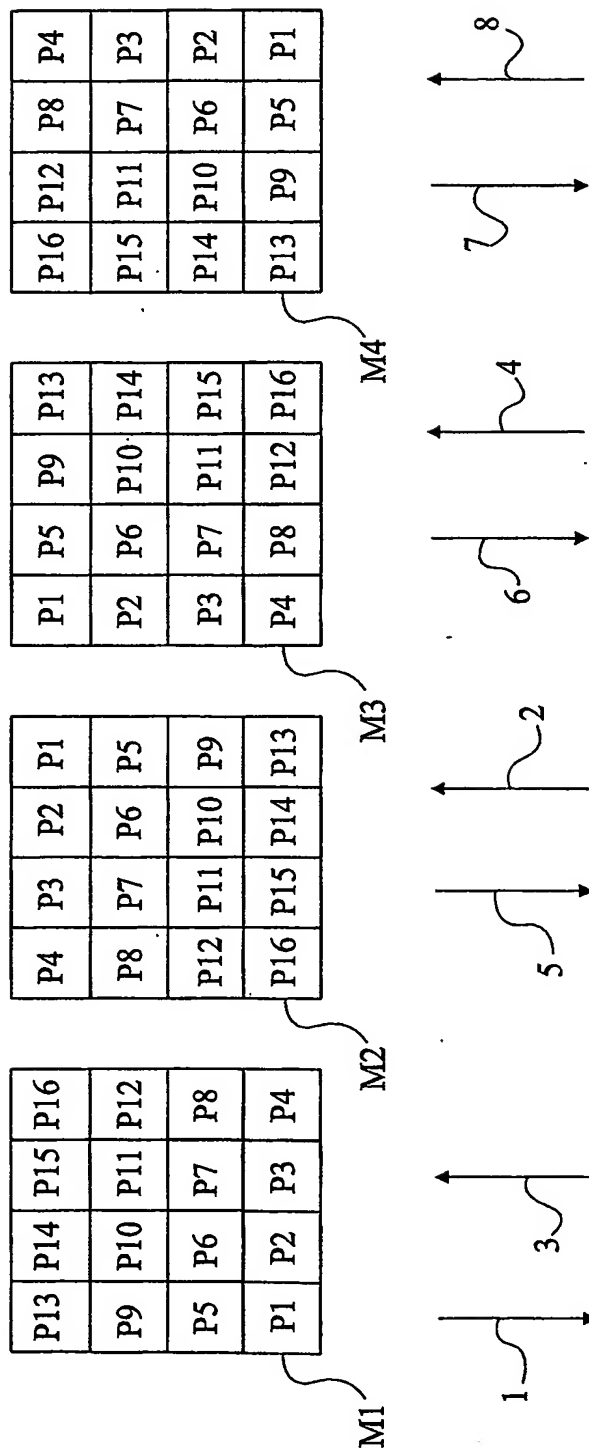 P13 P14 P15 P16
P9 P10 P11 P12
P5 P6 P7 P8
P1 P2 P3 P4
M1
1
3
P4 P3 P2 P1
P8 P7 P6 P5
P12 P11 P10 P9
P16 P15 P14 P13
M2
5
2
P1 P5 P9 P13
P2 P6 P10 P14
P3 P7 P11 P15
P4 P8 P12 P16
M3
6
4
P16 P12 P8 P4
P15 P11 P7 P3
P14 P10 P6 P2
P13 P9 P5 P1
M4
7
8